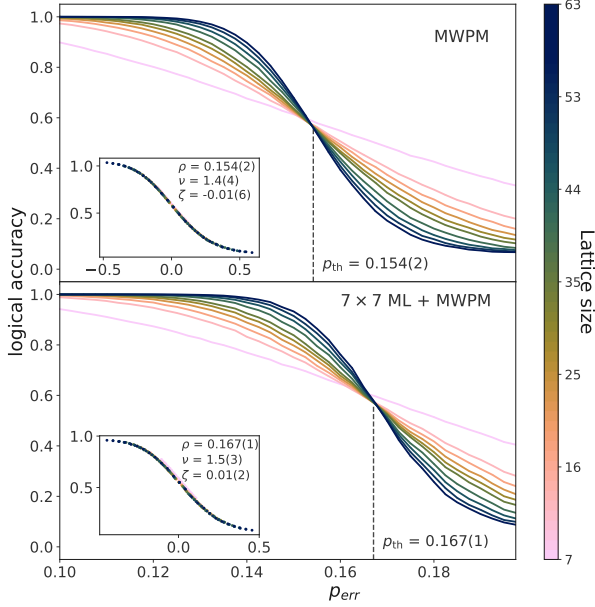 MWPM
logical accuracy
1.0
0.8
0.6
0.4
0.2
0.0
1.0
0.5
−0.5
0.0
0.5
ρ = 0.154(2)
ν = 1.4(4)
ζ = -0.01(6)
p_th = 0.154(2)
7 × 7 ML + MWPM
1.0
0.8
0.6
0.4
0.2
0.0
1.0
0.5
0.0
0.5
ρ = 0.167(1)
ν = 1.5(3)
ζ = 0.01(2)
p_th = 0.167(1)
0.10
0.12
0.14
0.16
0.18
p_err
63
53
44
35
25
16
7
Lattice size